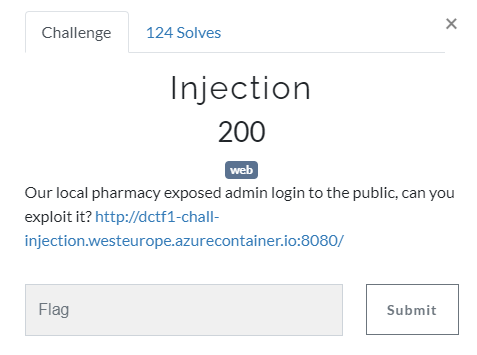 Challenge 124 Solves ×
Injection
200
web
Our local pharmacy exposed admin login to the public, can you
exploit it? http://dctf1-chall-
injection.westeurope.azurecontainer.io:8080/
Flag Submit